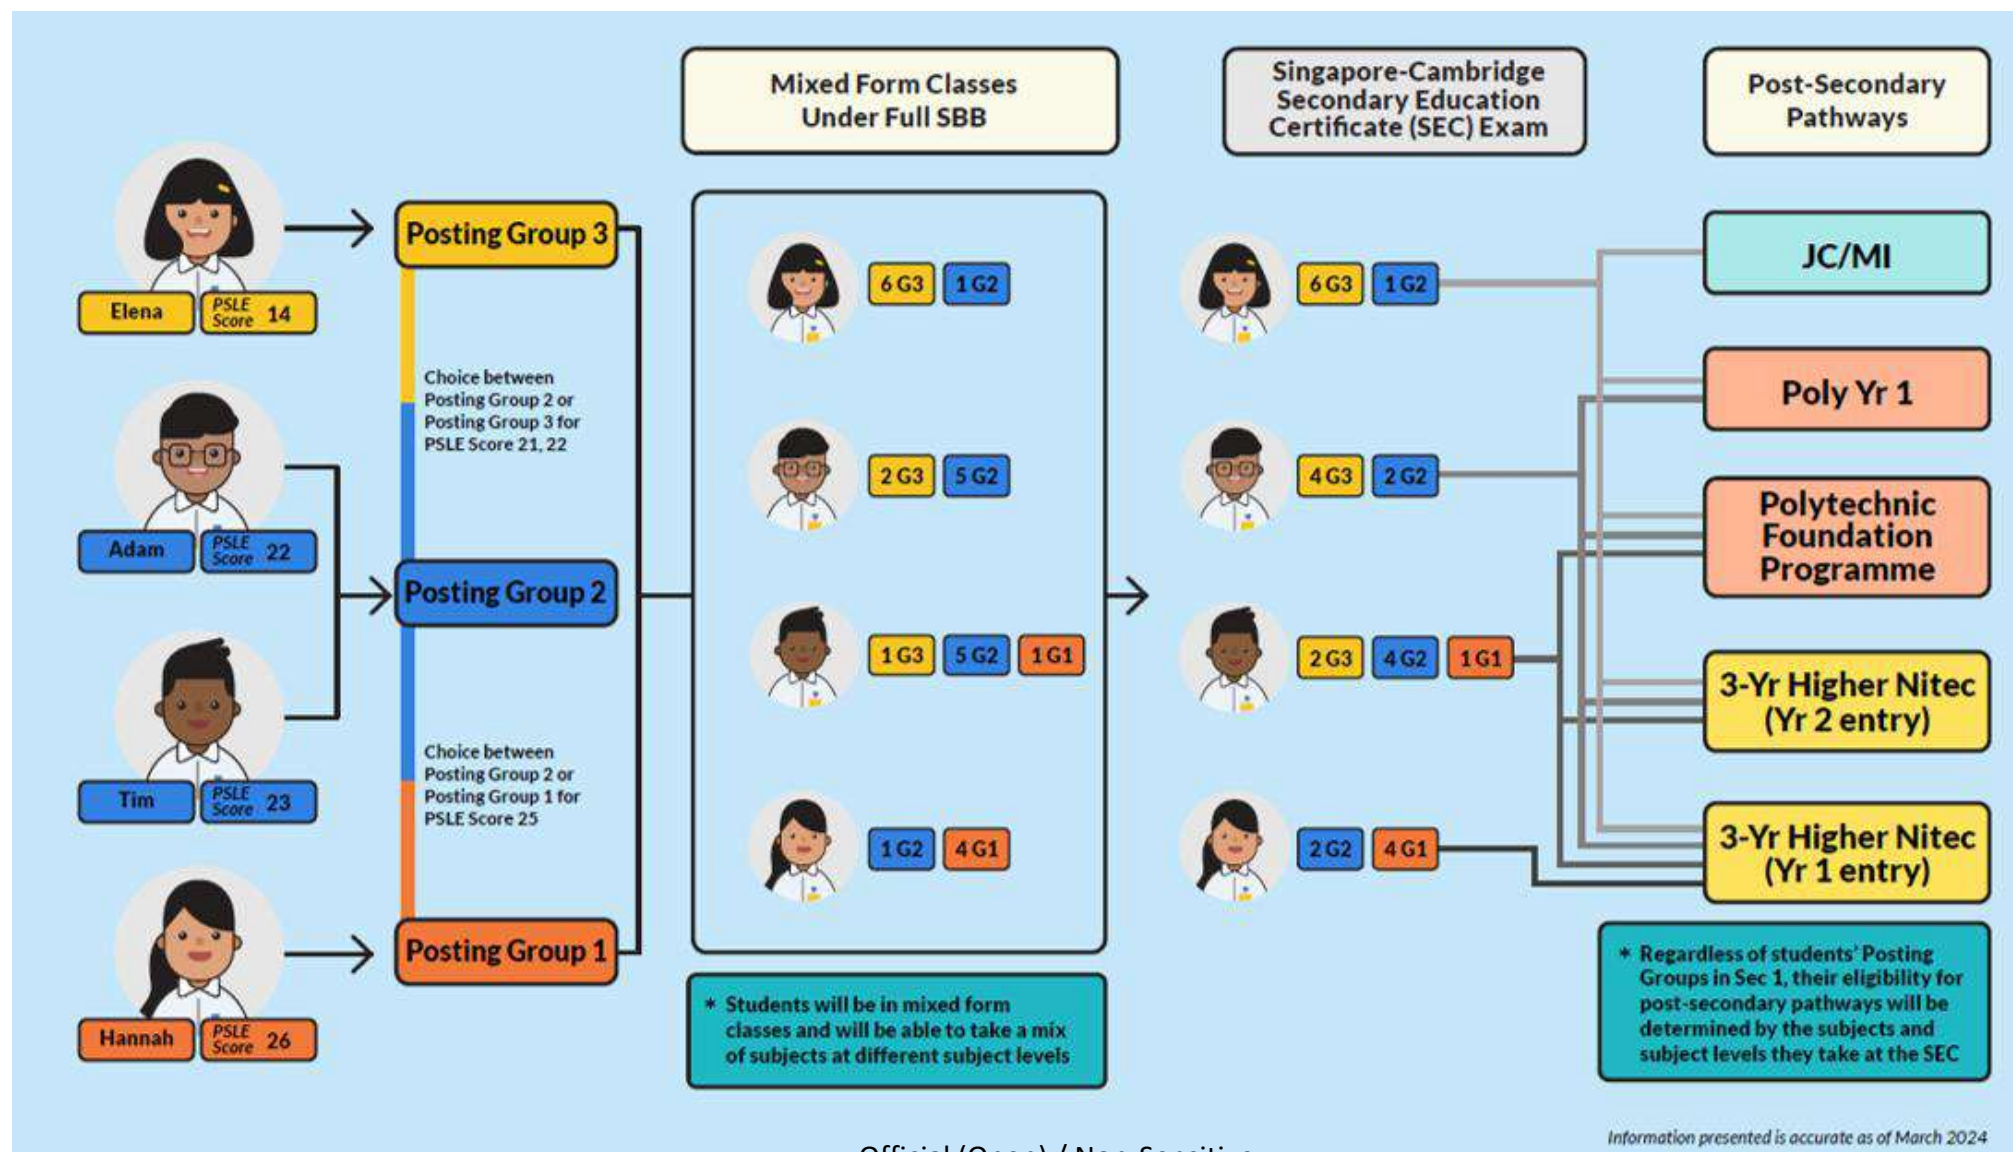 Mixed Form Classes
Under Full SBB
Singapore-Cambridge
Secondary Education
Certificate (SEC) Exam
Post-Secondary
Pathways
Elena
PSLE
Score 14
Adam
PSLE
Score 22
Tim
PSLE
Score 23
Hannah
PSLE
Score 26
Posting Group 3
Choice between
Posting Group 2 or
Posting Group 3 for
PSLE Score 21, 22
Posting Group 2
Choice between
Posting Group 2 or
Posting Group 1 for
PSLE Score 25
Posting Group 1
6 G3 1 G2
2 G3 5 G2
1 G3 5 G2 1 G1
1 G2 4 G1
* Students will be in mixed form
classes and will be able to take a mix
of subjects at different subject levels
6 G3 1 G2
4 G3 2 G2
2 G3 4 G2 1 G1
2 G2 4 G1
JC/MI
Poly Yr 1
Polytechnic
Foundation
Programme
3-Yr Higher Nitec
(Yr 2 entry)
3-Yr Higher Nitec
(Yr 1 entry)
* Regardless of students' Posting
Groups in Sec 1, their eligibility for
post-secondary pathways will be
determined by the subjects and
subject levels they take at the SEC
Information presented is accurate as of March 2024
Official (Open) / Non-Sensitive